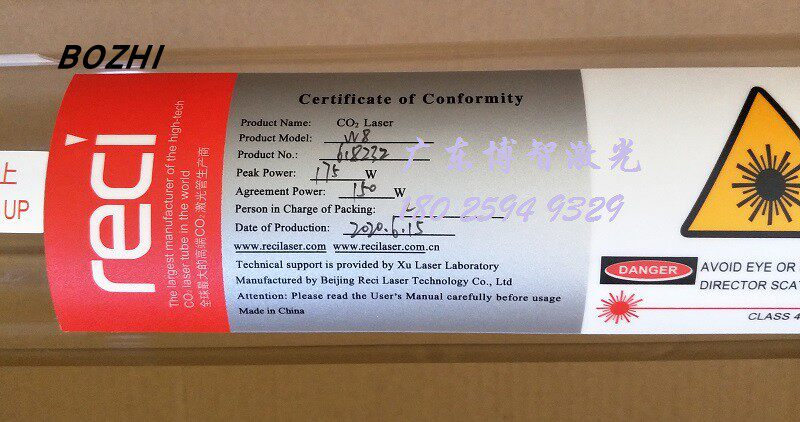 BOZHI
上
UP
reci
The largest manufacturer of the high-tech
CO₂ laser tube in the world
全球最大的高端CO₂激光管生产商
Certificate of Conformity
Product Name: CO₂ Laser
Product Model: W8
Product No.: 618232
Peak Power: 175 W
Agreement Power: 150 W
Person in Charge of Packing:
Date of Production: 2020.6.15
www.recilaser.com www.recilaser.com.cn
Technical support is provided by Xu Laser Laboratory
Manufactured by Beijing Reci Laser Technology Co., Ltd
Attention: Please read the User's Manual carefully before usage
Made in China
广东博智激光
180 2594 9329
DANGER
AVOID EYE OR
DIRECTOR SCAT
CLASS 4